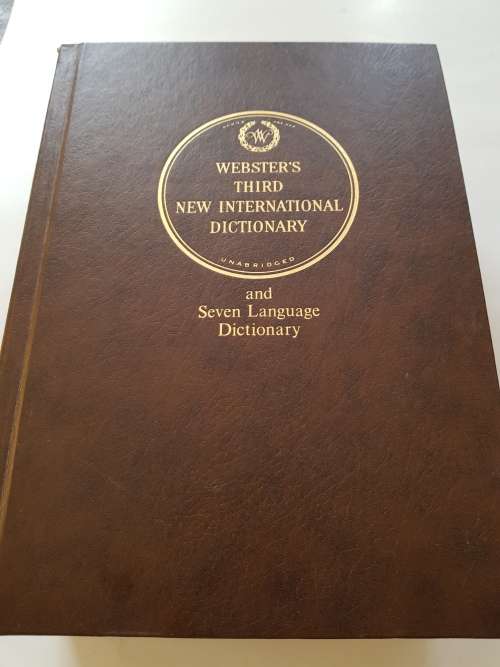 WEBSTER'S
THIRD
NEW INTERNATIONAL
DICTIONARY
UNABRIDGED
and
Seven Language
Dictionary